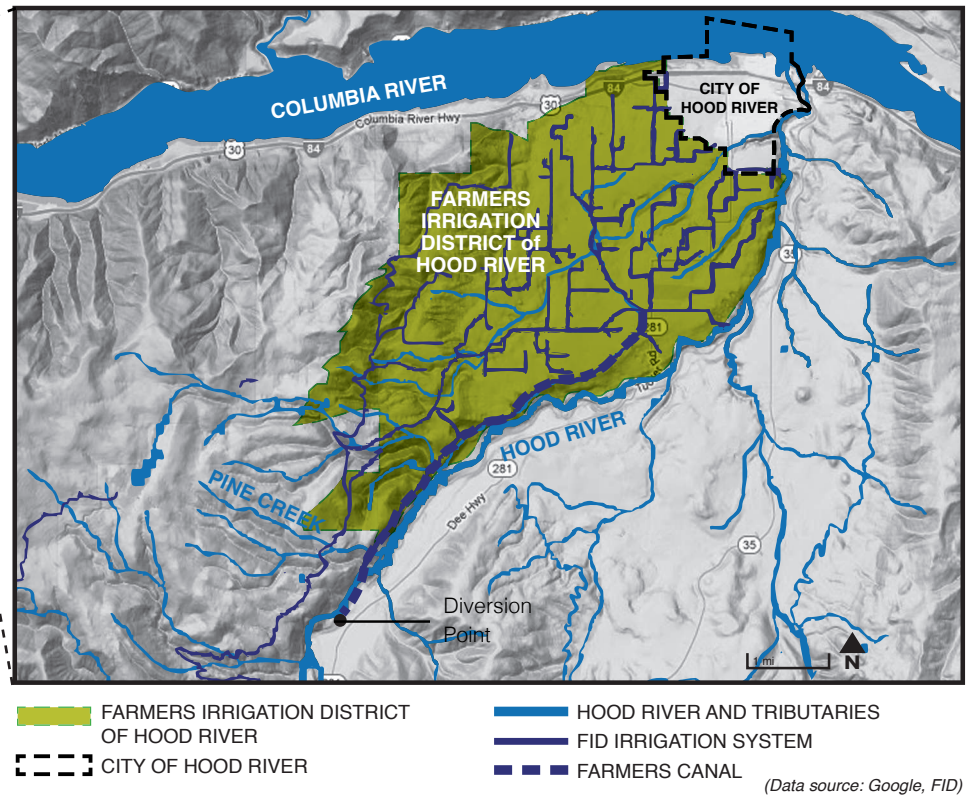 COLUMBIA RIVER
Columbia River Hwy
30
30
84
84
84
CITY OF
HOOD RIVER
FARMERS
IRRIGATION
DISTRICT of
HOOD RIVER
35
281
HOOD RIVER
281
Dee Hwy
PINE CREEK
35
Diversion
Point
1 mi
N
FARMERS IRRIGATION DISTRICT
OF HOOD RIVER
CITY OF HOOD RIVER
HOOD RIVER AND TRIBUTARIES
FID IRRIGATION SYSTEM
FARMERS CANAL
(Data source: Google, FID)